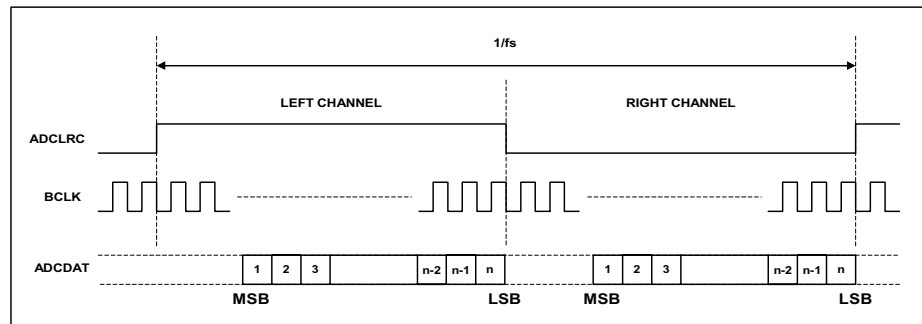 1/fs
LEFT CHANNEL RIGHT CHANNEL
ADCLRC
BCLK
ADCDAT 1 2 3 n-2 n-1 n 1 2 3 n-2 n-1 n
MSB LSB MSB LSB